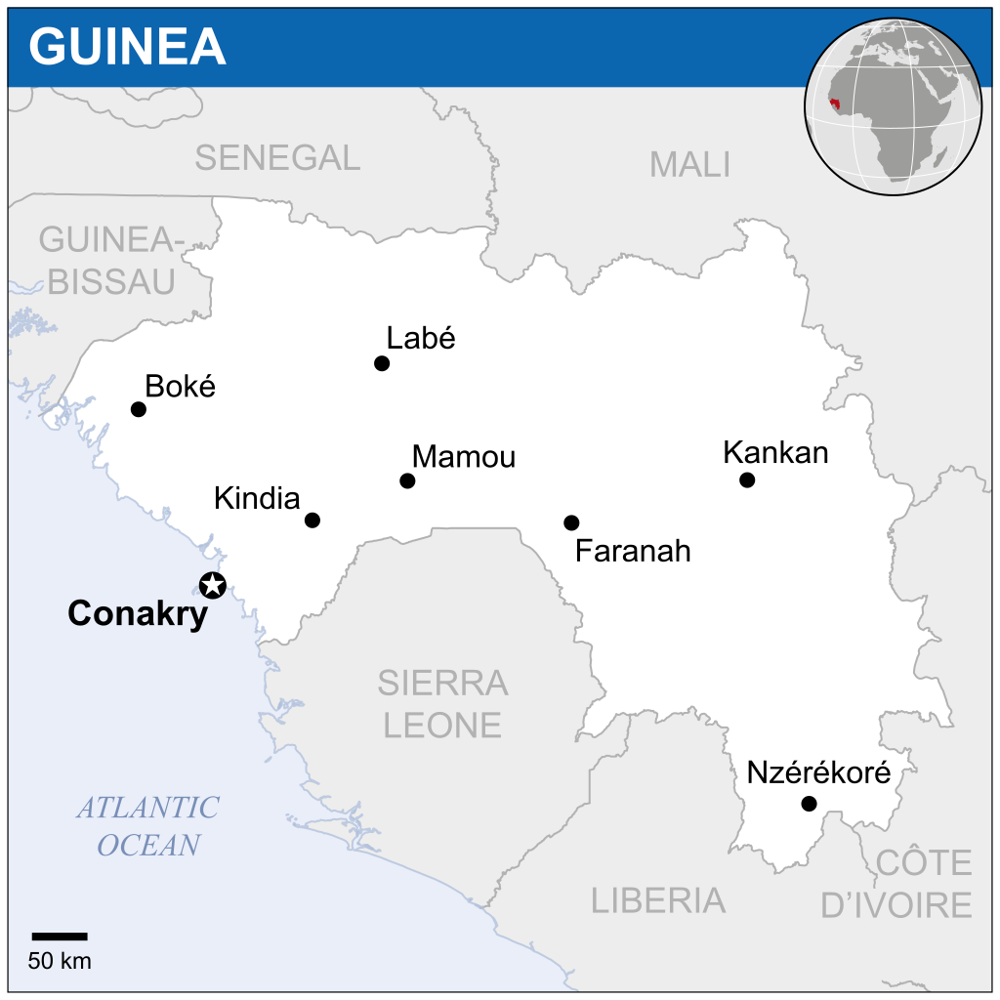 GUINEA
SENEGAL
MALI
GUINEA-
BISSAU
Labé
Boké
Mamou
Kankan
Kindia
Faranah
Conakry
SIERRA
LEONE
Nzérékoré
ATLANTIC
OCEAN
CÔTE
D'IVOIRE
LIBERIA
50 km